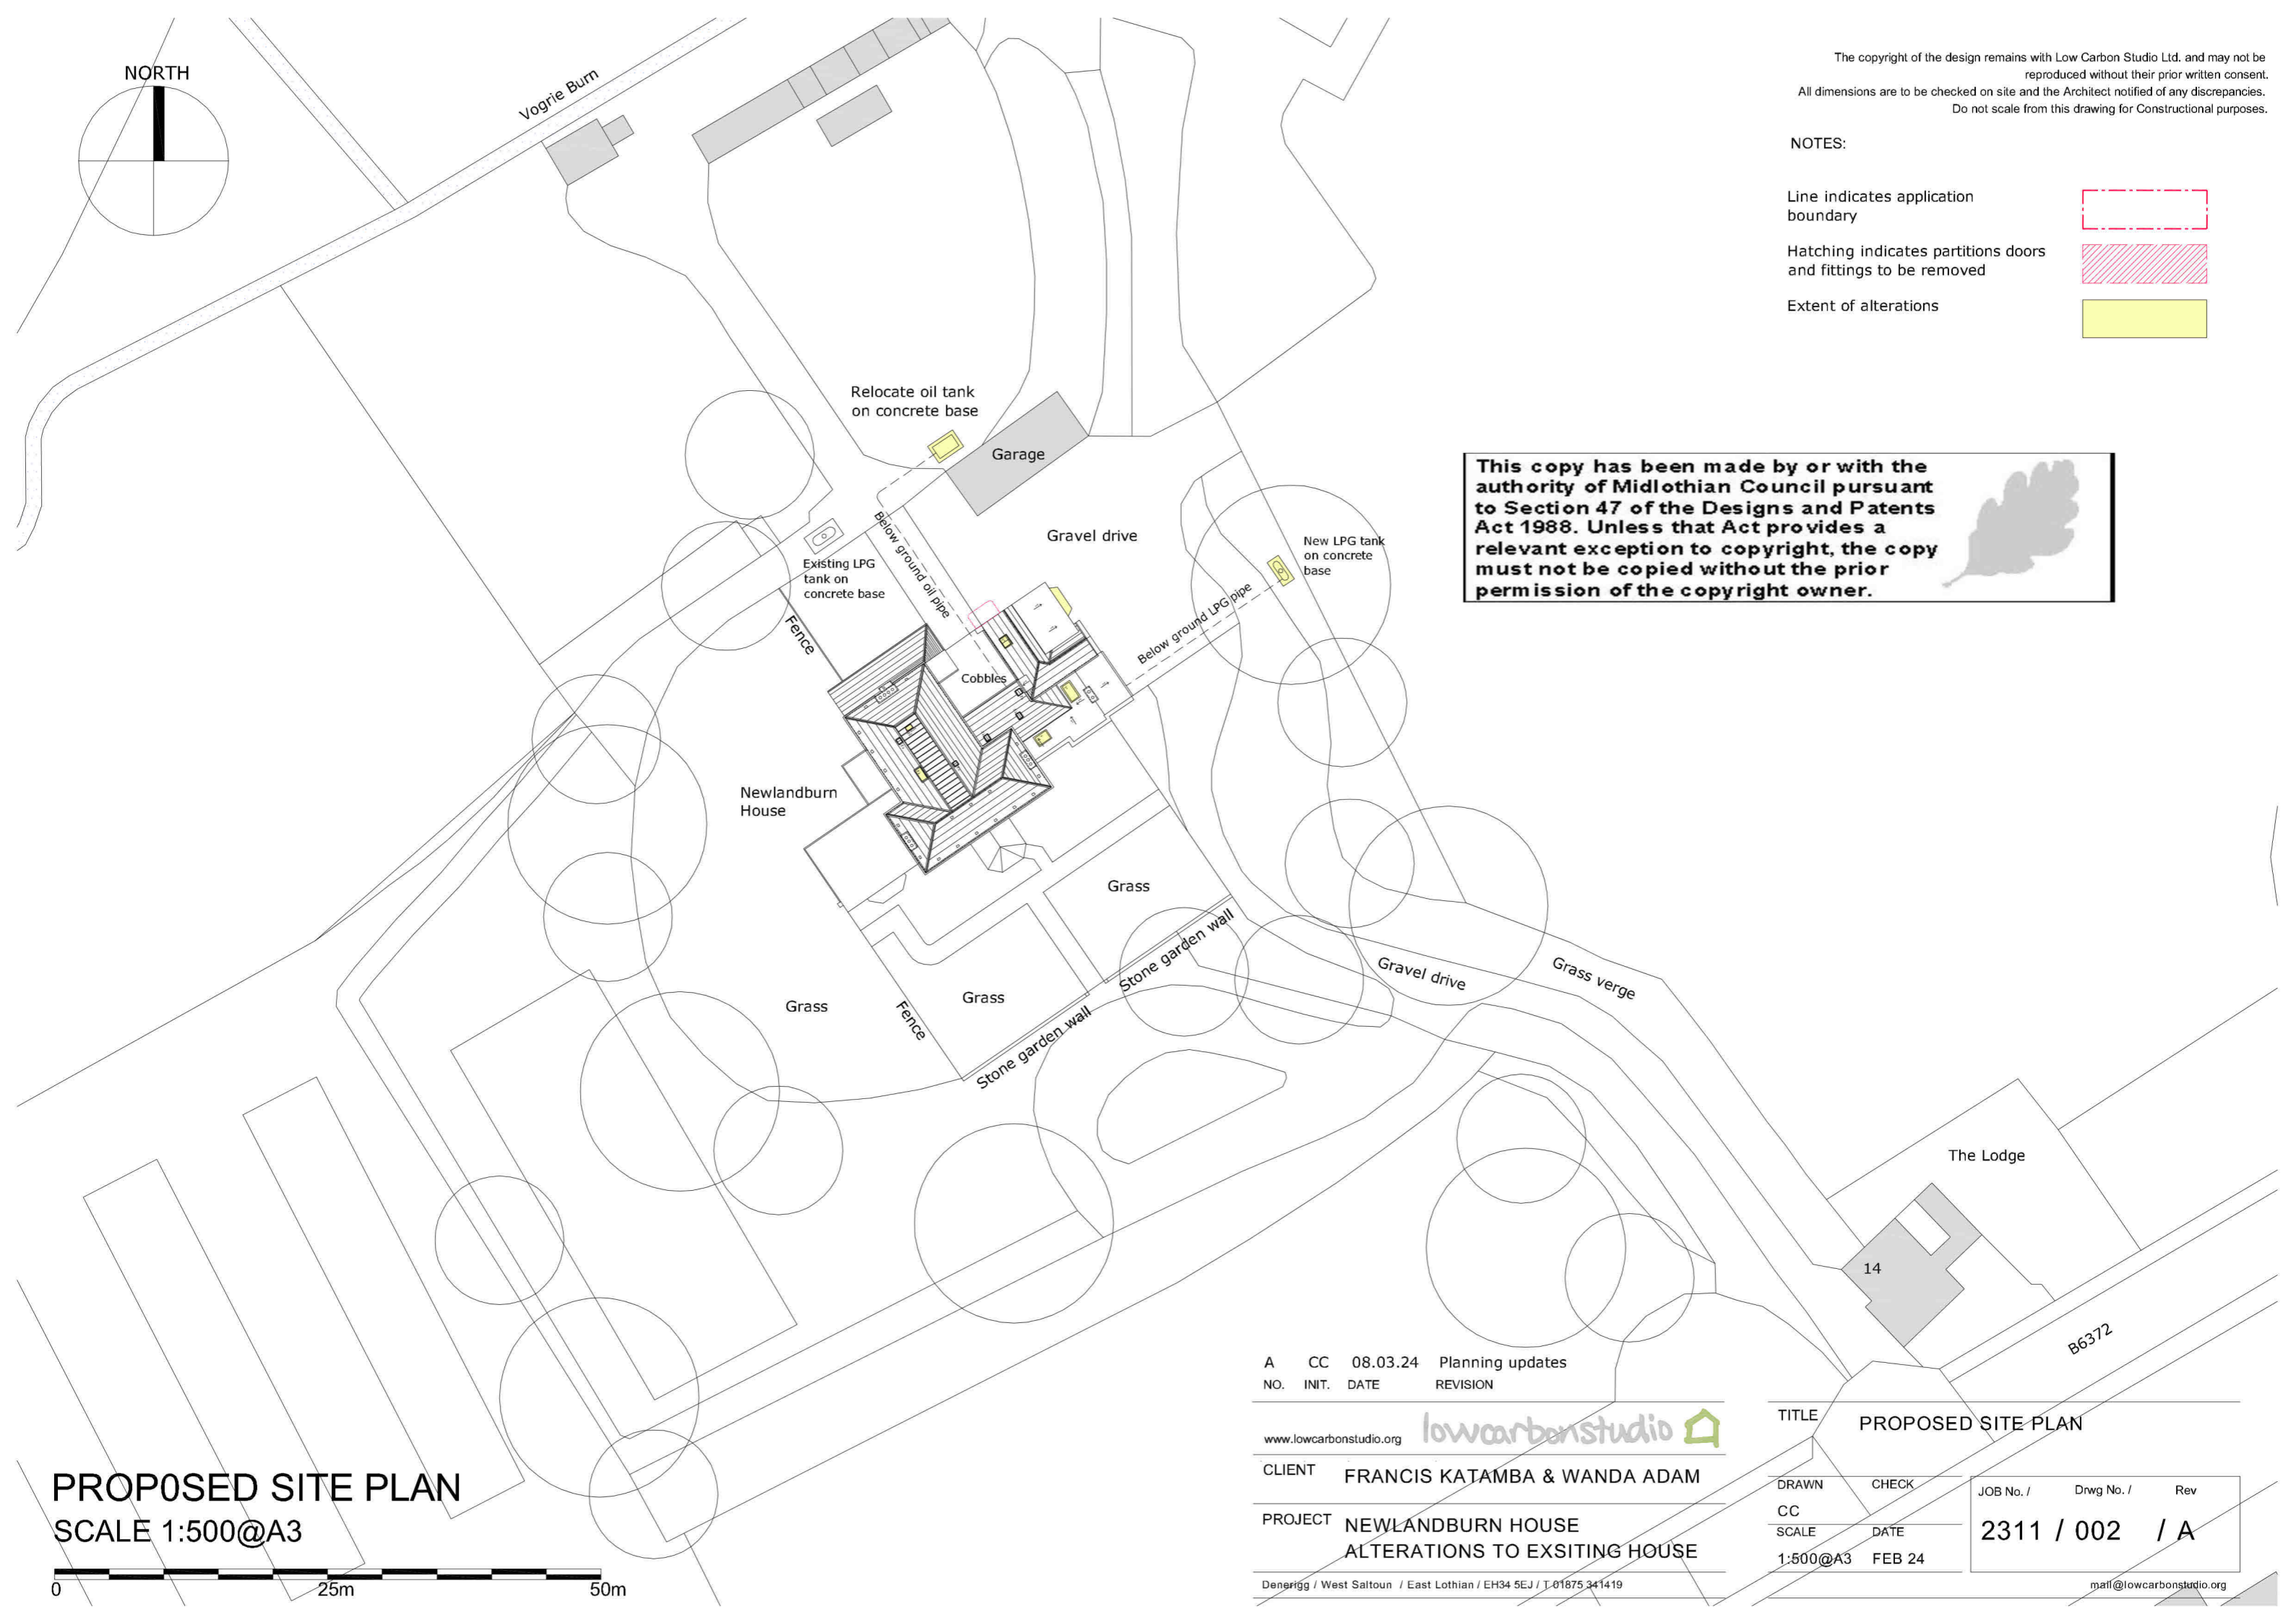 NORTH
Vogrie Burn
The copyright of the design remains with Low Carbon Studio Ltd. and may not be
reproduced without their prior written consent.
All dimensions are to be checked on site and the Architect notified of any discrepancies.
Do not scale from this drawing for Constructional purposes.
NOTES:
Line indicates application
boundary
Hatching indicates partitions doors
and fittings to be removed
Extent of alterations
Relocate oil tank
on concrete base
Garage
This copy has been made by or with the
authority of Midlothian Council pursuant
to Section 47 of the Designs and Patents
Act 1988. Unless that Act provides a
relevant exception to copyright, the copy
must not be copied without the prior
permission of the copyright owner.
Below ground oil pipe
Gravel drive
New LPG tank
on concrete
base
Existing LPG
tank on
concrete base
Below ground LPG pipe
Fence
Cobbles
Newlandburn
House
Grass
Stone garden wall
Gravel drive
Grass verge
Grass
Grass
Fence
Stone garden wall
The Lodge
14
B6372
A CC 08.03.24 Planning updates
NO. INIT. DATE REVISION
www.lowcarbonstudio.org
lowcarbonstudio
CLIENT
FRANCIS KATAMBA & WANDA ADAM
PROJECT
NEWLANDBURN HOUSE
ALTERATIONS TO EXSITING HOUSE
Denerigg / West Saltoun / East Lothian / EH34 5EJ / T 01875 341419
TITLE
PROPOSED SITE PLAN
DRAWN CHECK
CC
SCALE DATE
1:500@A3 FEB 24
JOB No. / Drwg No. / Rev
2311 / 002 / A
mail@lowcarbonstudio.org
PROP0SED SITE PLAN
SCALE 1:500@A3
0 25m 50m